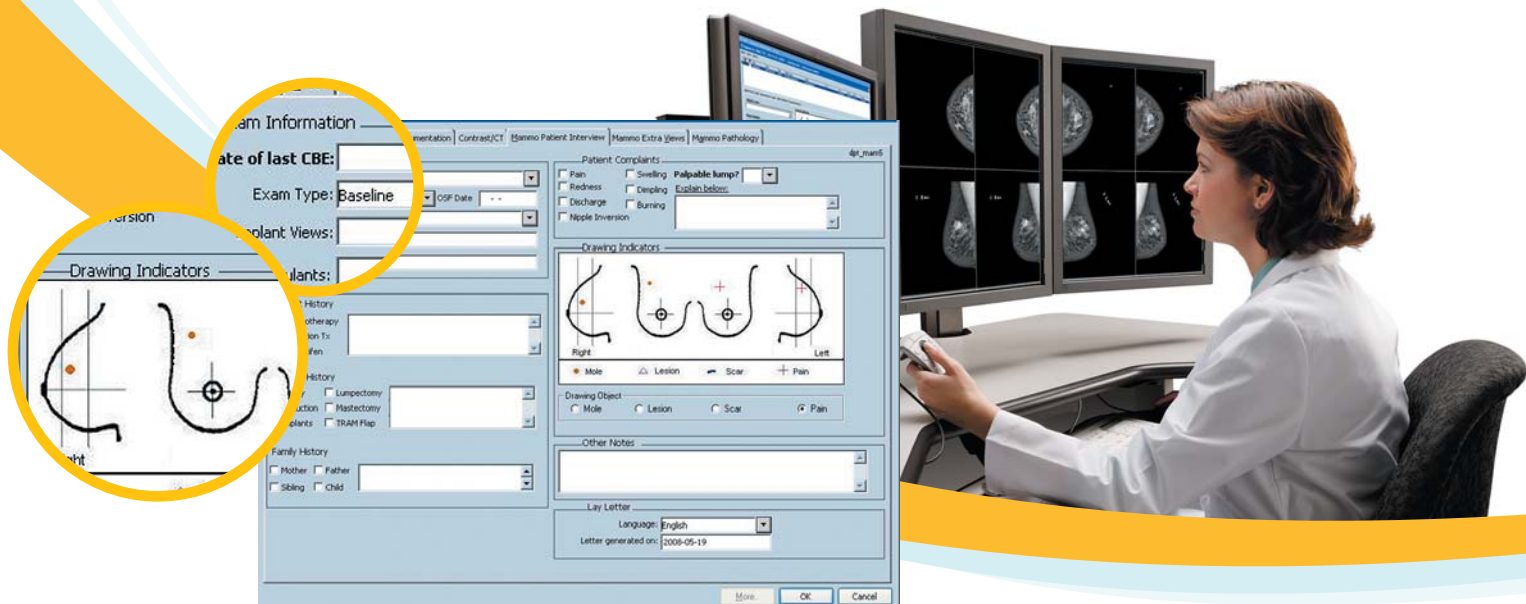 am Information
ate of last CBE:
Exam Type: Baseline
plant Views:
ulants:
ersion
Drawing Indicators
ght
mentation Contrast/CT Mammo Patient Interview Mammo Extra Views Mammo Pathology
dpt_mam5
OSF Date - -
History
otherapy
ion Tx
ifen
History
y Lumpectomy
uction Mastectomy
plants TRAM Flap
Family History
Mother Father
Sibling Child
Patient Complaints
Pain Swelling Palpable lump?
Redness Dimpling Explain below:
Discharge Burning
Nipple Inversion
Drawing Indicators
Right Left
Mole Lesion Scar Pain
Drawing Object
Mole Lesion Scar Pain
Other Notes
Lay Letter
Language: English
Letter generated on: 2008-05-19
More... OK Cancel